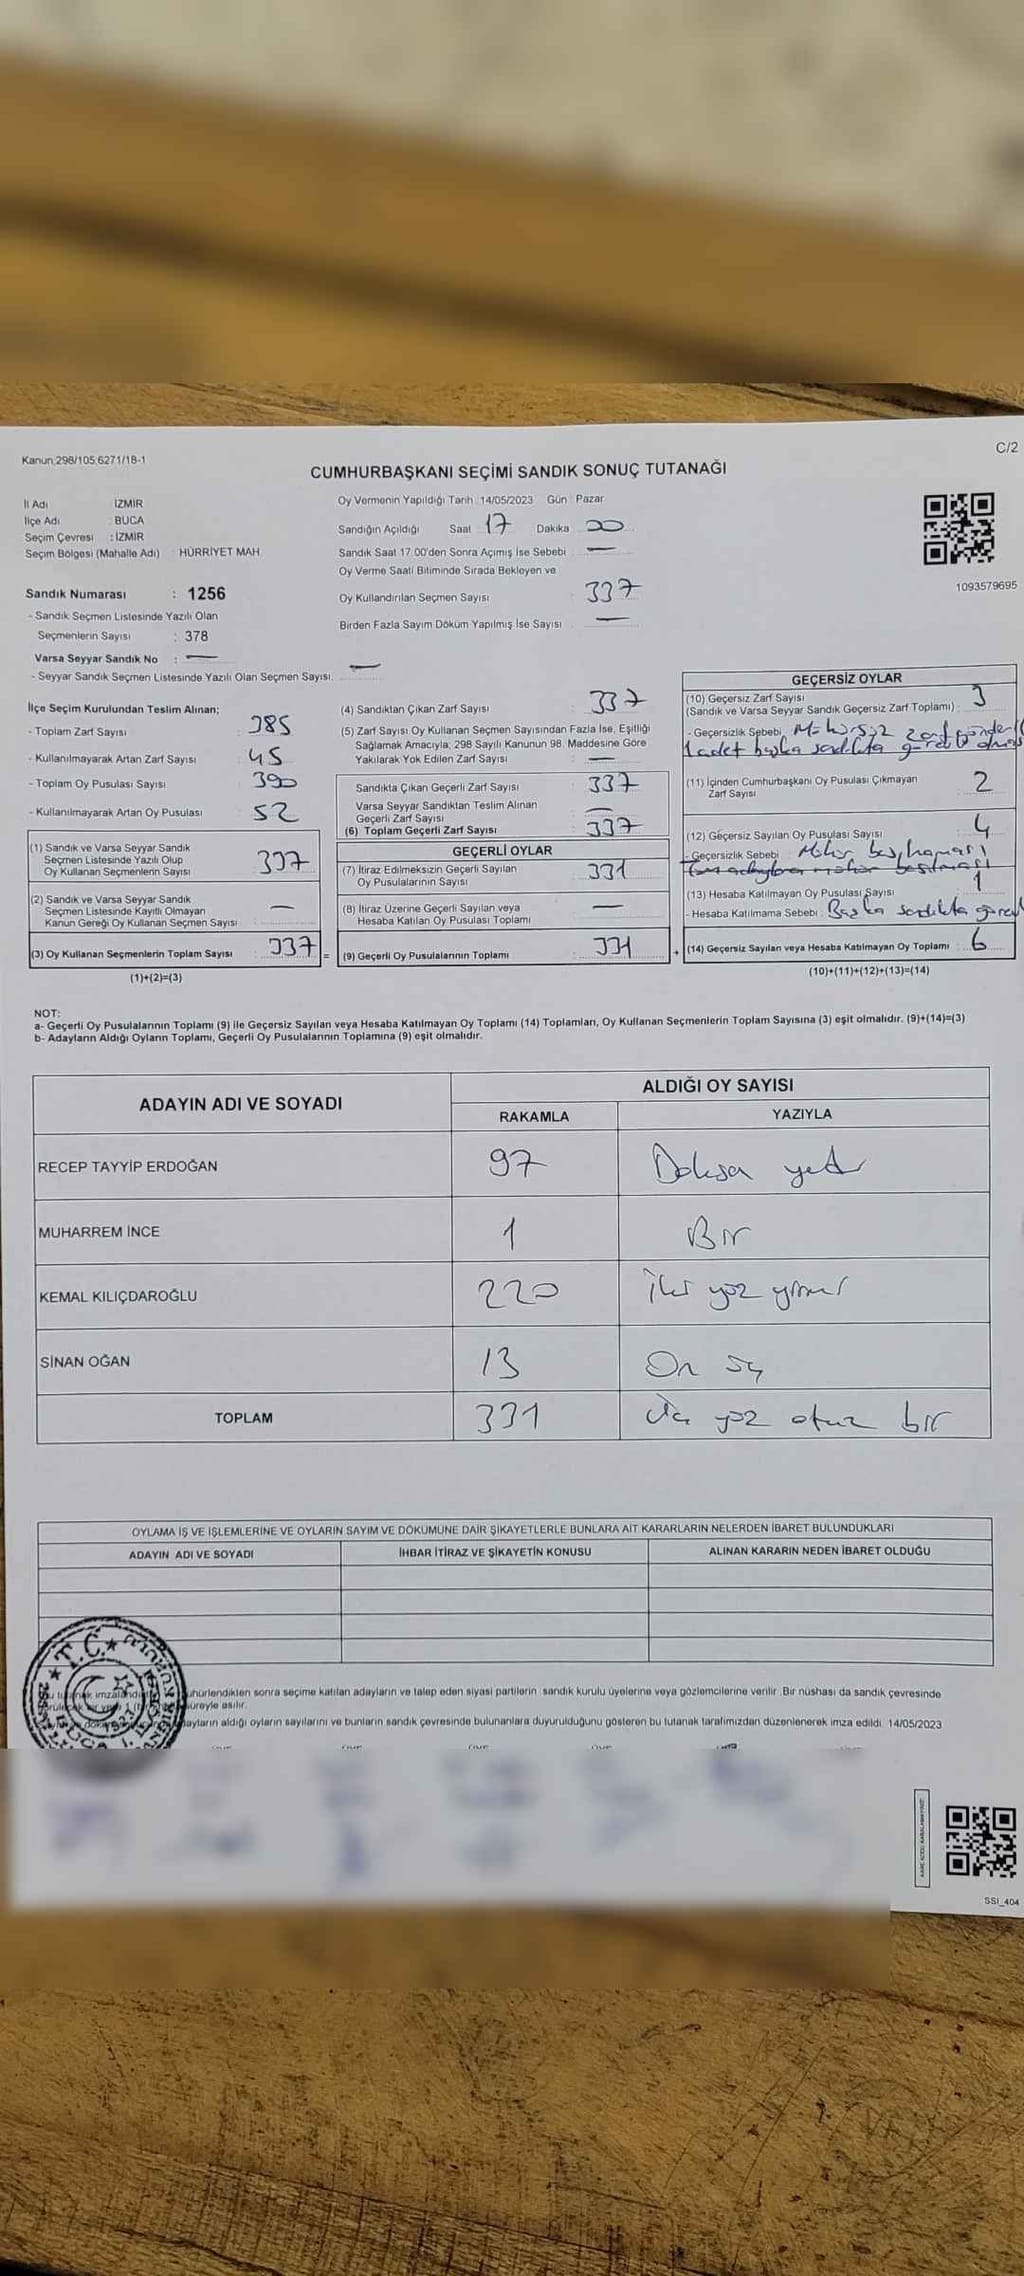 Kanun,298/105,6271/18-1
C/2
CUMHURBAŞKANI SEÇİMİ SANDIK SONUÇ TUTANAĞI
İl Adı İZMİR
İlçe Adı : BUCA
Seçim Çevresi : İZMİR
Seçim Bölgesi (Mahalle Adı) : HÜRRİYET MAH.
Sandık Numarası : 1256
- Sandık Seçmen Listesinde Yazılı Olan
Seçmenlerin Sayısı : 378
Varsa Seyyar Sandık No : —
- Seyyar Sandık Seçmen Listesinde Yazılı Olan Seçmen Sayısı: —
Oy Vermenin Yapıldığı Tarih : 14/05/2023 Gün : Pazar
Sandığın Açıldığı Saat 17 Dakika 00
Sandık Saat 17.00'den Sonra Açılmış İse Sebebi : —
Oy Verme Saati Bitiminde Sırada Bekleyen ve
Oy Kullandırılan Seçmen Sayısı : 337
Birden Fazla Sayım Döküm Yapılmış İse Sayısı : —
1093579695
İlçe Seçim Kurulundan Teslim Alınan;
- Toplam Zarf Sayısı : 385
- Kullanılmayarak Artan Zarf Sayısı : 45
- Toplam Oy Pusulası Sayısı : 390
- Kullanılmayarak Artan Oy Pusulası : 52
(1) Sandık ve Varsa Seyyar Sandık
Seçmen Listesinde Yazılı Olup
Oy Kullanan Seçmenlerin Sayısı : 337
(2) Sandık ve Varsa Seyyar Sandık
Seçmen Listesinde Kayıtlı Olmayan
Kanun Gereği Oy Kullanan Seçmen Sayısı : —
(3) Oy Kullanan Seçmenlerin Toplam Sayısı : 337 =
(1)+(2)=(3)
(4) Sandıktan Çıkan Zarf Sayısı : 337
(5) Zarf Sayısı Oy Kullanan Seçmen Sayısından Fazla İse, Eşitliği
Sağlamak Amacıyla; 298 Sayılı Kanunun 98. Maddesine Göre
Yakılarak Yok Edilen Zarf Sayısı : —
Sandıkta Çıkan Geçerli Zarf Sayısı : 337
Varsa Seyyar Sandıktan Teslim Alınan
Geçerli Zarf Sayısı : —
(6) Toplam Geçerli Zarf Sayısı : 337
GEÇERLİ OYLAR
(7) İtiraz Edilmeksizin Geçerli Sayılan
Oy Pusulalarının Sayısı : 331
(8) İtiraz Üzerine Geçerli Sayılan veya
Hesaba Katılan Oy Pusulası Toplamı : —
(9) Geçerli Oy Pusulalarının Toplamı : 331 +
GEÇERSİZ OYLAR
(10) Geçersiz Zarf Sayısı
(Sandık ve Varsa Seyyar Sandık Geçersiz Zarf Toplamı) : 3
- Geçersizlik Sebebi : Mühürsüz zarf
1 adet başka sandıkta
(11) İçinden Cumhurbaşkanı Oy Pusulası Çıkmayan
Zarf Sayısı : 2
(12) Geçersiz Sayılan Oy Pusulası Sayısı : 4
- Geçersizlik Sebebi : Mühür
(13) Hesaba Katılmayan Oy Pusulası Sayısı : 1
- Hesaba Katılmama Sebebi : Başka sandıkta
(14) Geçersiz Sayılan veya Hesaba Katılmayan Oy Toplamı : 6
(10)+(11)+(12)+(13)=(14)
NOT:
a- Geçerli Oy Pusulalarının Toplamı (9) ile Geçersiz Sayılan veya Hesaba Katılmayan Oy Toplamı (14) Toplamları, Oy Kullanan Seçmenlerin Toplam Sayısına (3) eşit olmalıdır. (9)+(14)=(3)
b- Adayların Aldığı Oyların Toplamı, Geçerli Oy Pusulalarının Toplamına (9) eşit olmalıdır.
ADAYIN ADI VE SOYADI ALDIĞI OY SAYISI
RAKAMLA YAZIYLA
RECEP TAYYİP ERDOĞAN 97 Doksan yedi
MUHARREM İNCE 1 Bir
KEMAL KILIÇDAROĞLU 220 İki yüz yirmi
SİNAN OĞAN 13 On üç
TOPLAM 331 Üç yüz otuz bir
OYLAMA İŞ VE İŞLEMLERİNE VE OYLARIN SAYIM VE DÖKÜMÜNE DAİR ŞİKAYETLERLE BUNLARA AİT KARARLARIN NELERDEN İBARET BULUNDUKLARI
ADAYIN ADI VE SOYADI İHBAR İTİRAZ VE ŞİKAYETİN KONUSU ALINAN KARARIN NEDEN İBARET OLDUĞU
T.C.
sonra seçime katılan adayların ve talep eden siyasi partilerin sandık kurulu üyelerine veya gözlemcilerine verilir. Bir nüshası da sandık çevresinde
süreyle asılır.
adayların aldığı oyların sayılarını ve bunların sandık çevresinde bulunanlara duyurulduğunu gösteren bu tutanak tarafımızdan düzenlenerek imza edildi. 14/05/2023
SSI_404